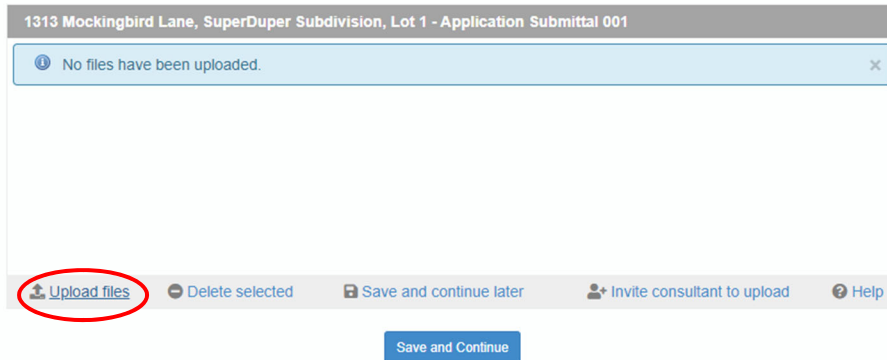 1313 Mockingbird Lane, SuperDuper Subdivision, Lot 1 - Application Submittal 001
No files have been uploaded.
Upload files Delete selected Save and continue later Invite consultant to upload Help
Save and Continue